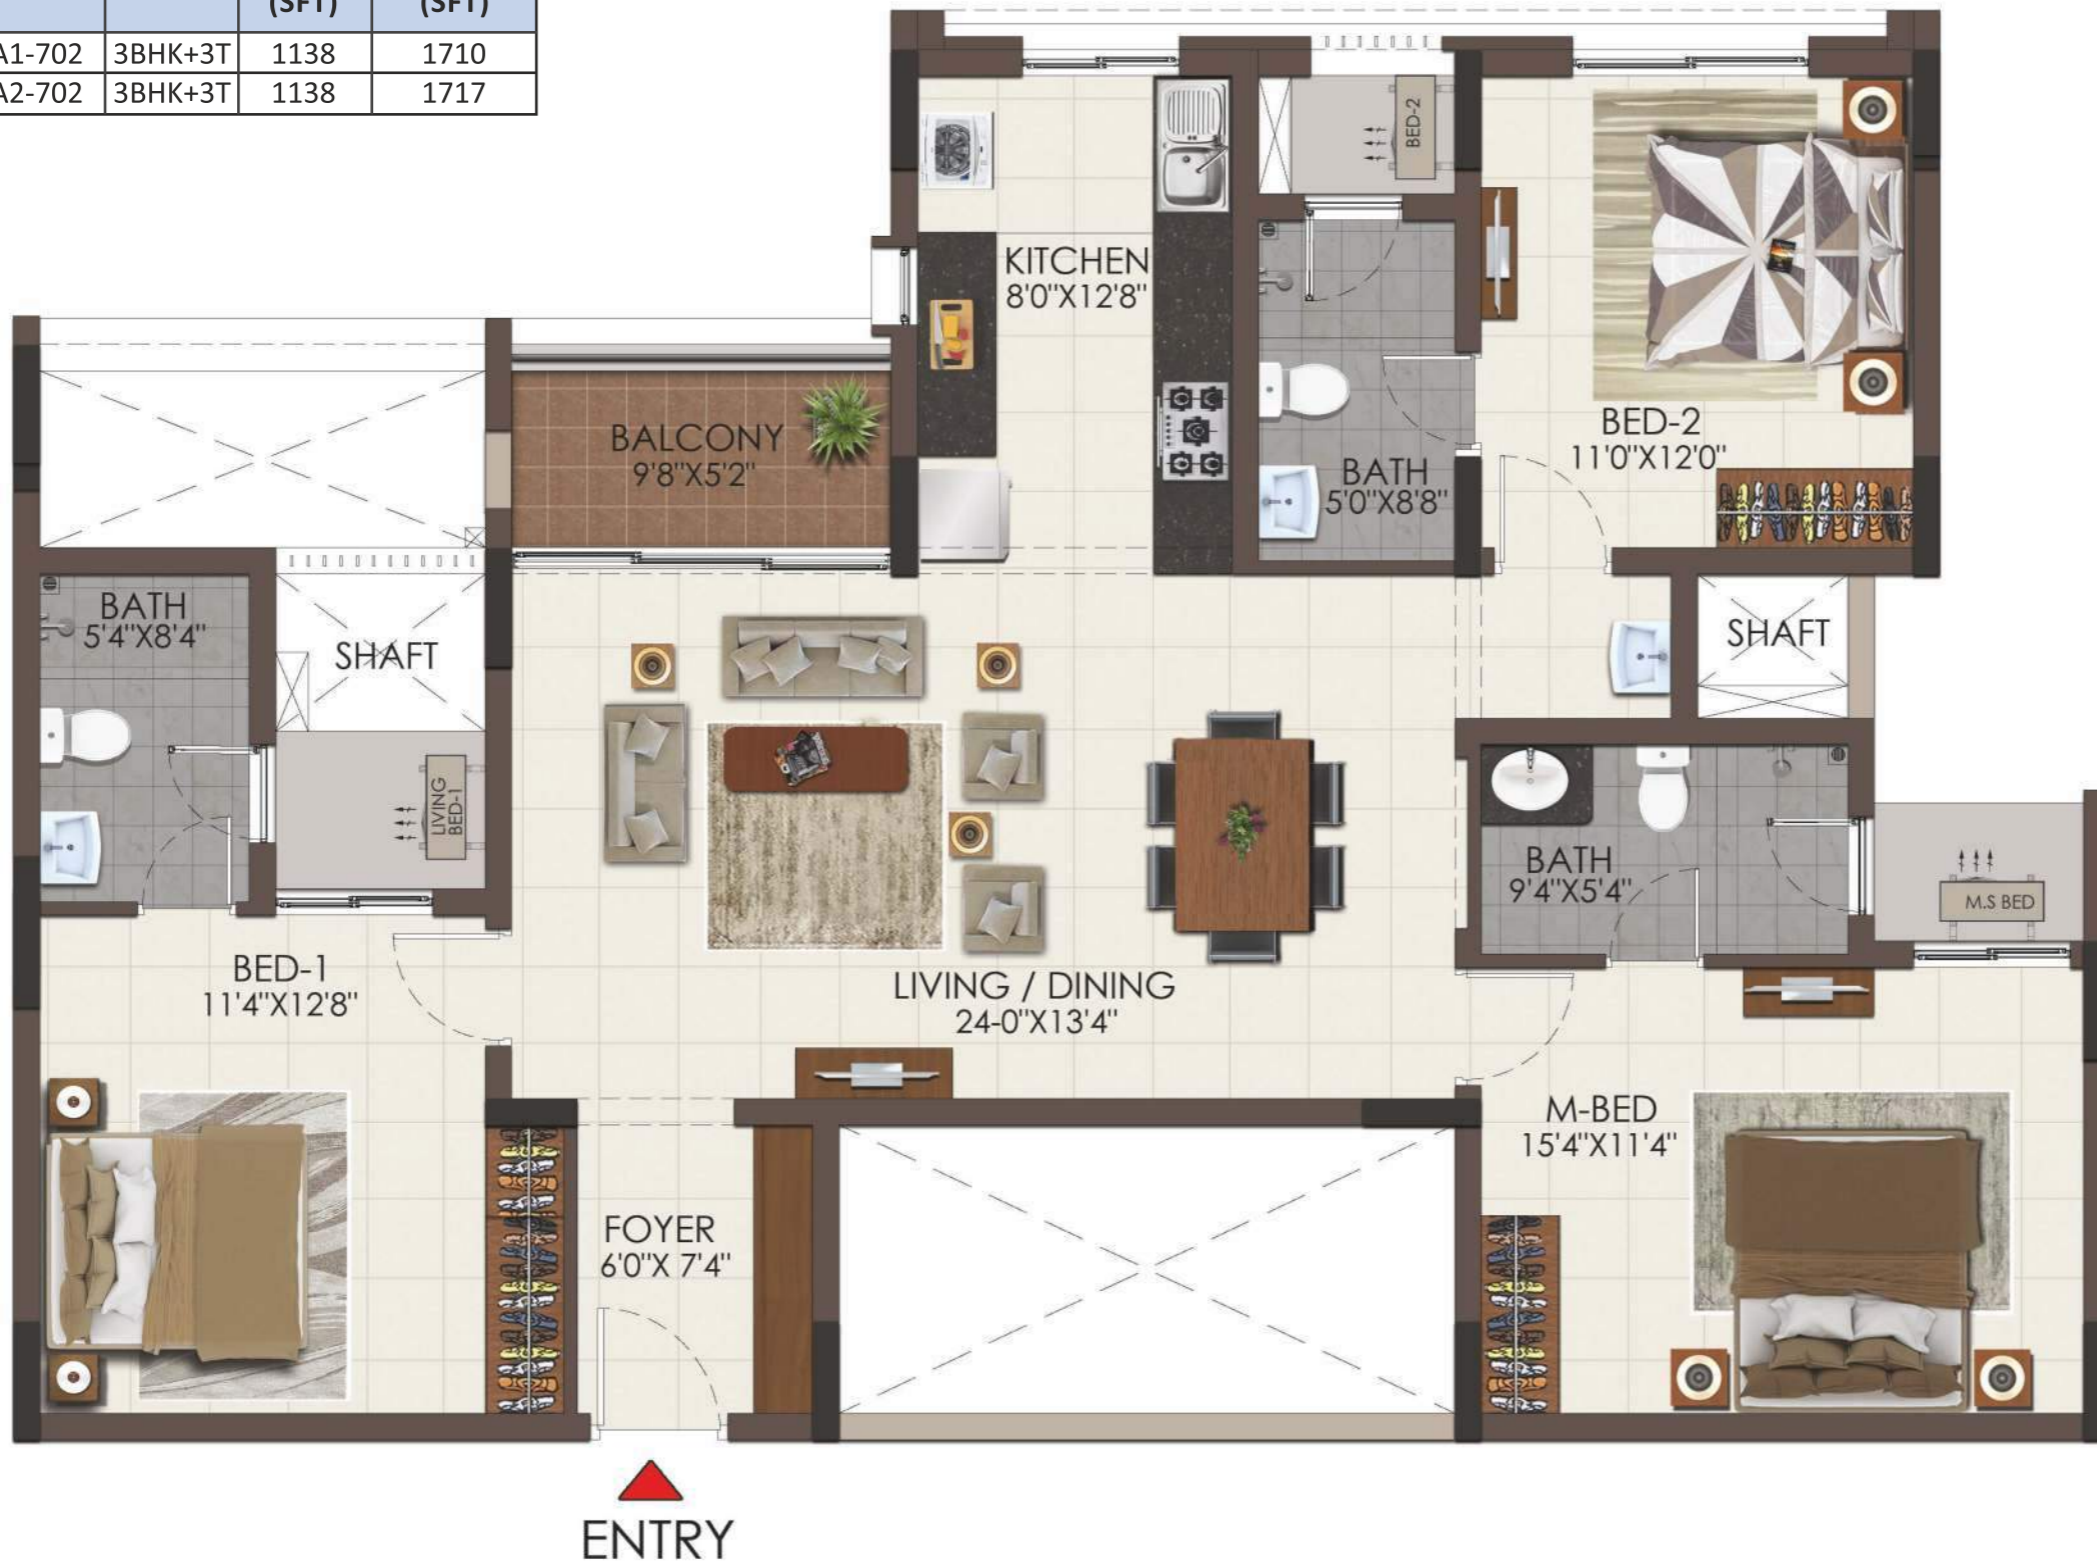 (SFT) (SFT)
A1-702 3BHK+3T 1138 1710
A2-702 3BHK+3T 1138 1717
BED-2
KITCHEN
8'0"X12'8"
BALCONY
9'8"X5'2"
BED-2
11'0"X12'0"
BATH
5'0"X8'8"
BATH
5'4"X8'4"
SHAFT
SHAFT
LIVING
BED-1
BATH
9'4"X5'4"
M.S BED
BED-1
11'4"X12'8"
LIVING / DINING
24-0"X13'4"
M-BED
15'4"X11'4"
FOYER
6'0"X 7'4"
ENTRY